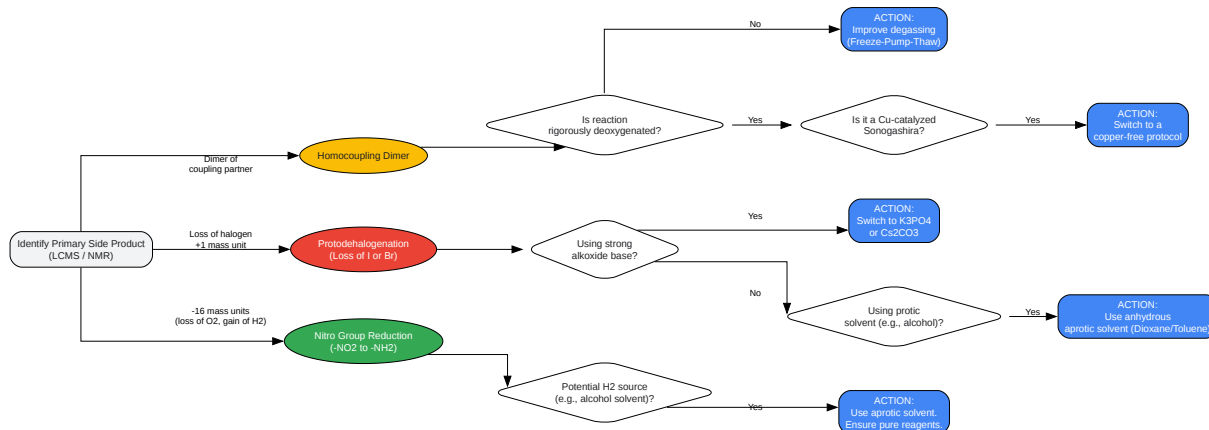 Identify Primary Side Product
(LCMS / NMR)
Dimer of
coupling partner
Homocoupling Dimer
Is reaction
rigorously deoxygenated?
No
ACTION:
Improve degassing
(Freeze-Pump-Thaw)
Yes
Is it a Cu-catalyzed
Sonogashira?
Yes
ACTION:
Switch to a
copper-free protocol
Loss of halogen
+1 mass unit
Protodehalogenation
(Loss of I or Br)
Using strong
alkoxide base?
Yes
ACTION:
Switch to K3PO4
or Cs2CO3
No
Using protic
solvent (e.g., alcohol)?
Yes
ACTION:
Use anhydrous
aprotic solvent (Dioxane/Toluene)
-16 mass units
(loss of O2, gain of H2)
Nitro Group Reduction
(-NO2 to -NH2)
Potential H2 source
(e.g., alcohol solvent)?
Yes
ACTION:
Use aprotic solvent.
Ensure pure reagents.